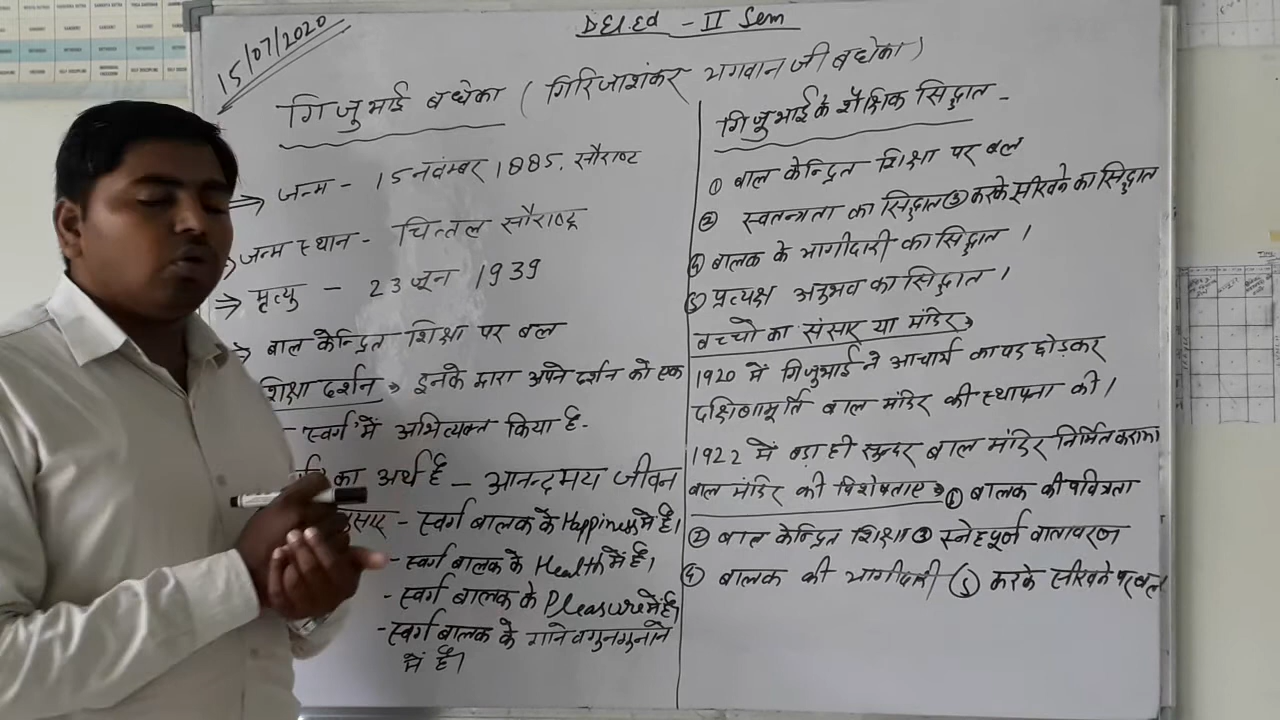 D.El.Ed - II Sem
15/07/2020
गिजुभाई बधेका ( गिरिजाशंकर भगवान जी बधेका )
⇒ जन्म - 15 नवंबर 1885. सौराष्ट
जन्म स्थान - चित्तल सौराष्ट्र
⇒ मृत्यु - 23 जून 1939
⇒ बाल केन्द्रित शिक्षा पर बल
शिक्षा दर्शन → इनके द्वारा अपने दर्शन को एक
- 'स्वर्ग' में अभिव्यक्त किया है-
का अर्थ है - आनन्दमय जीवन
- स्वर्ग बालक के Happiness में है।
- स्वर्ग बालक के Health में है।
- स्वर्ग बालक के Pleasure में है।
- स्वर्ग बालक के गाने व गुनगुनाने
में है।
गिजुभाई के शैक्षिक सिद्धांत -
① बाल केन्द्रित शिक्षा पर बल
② स्वतन्त्रता का सिद्धांत ③ करके सीखने का सिद्धांत
④ बालक के भागीदारी का सिद्धांत ।
⑤ प्रत्यक्ष अनुभव का सिद्धांत ।
बच्चो का संसार या मंदिर →
1920 में गिजुभाई ने आचार्य का पद छोडकर
दक्षिणामूर्ति बाल मंदिर की स्थापना की।
1922 में बड़ा ही सुन्दर बाल मंदिर निर्मित कराया
बाल मंदिर की विशेषताए → ① बालक की पवित्रता
② बाल केन्द्रित शिक्षा ③ स्नेहपूर्ण वातावरण
④ बालक की भागीदारी ⑤ करके सीखने पर बल